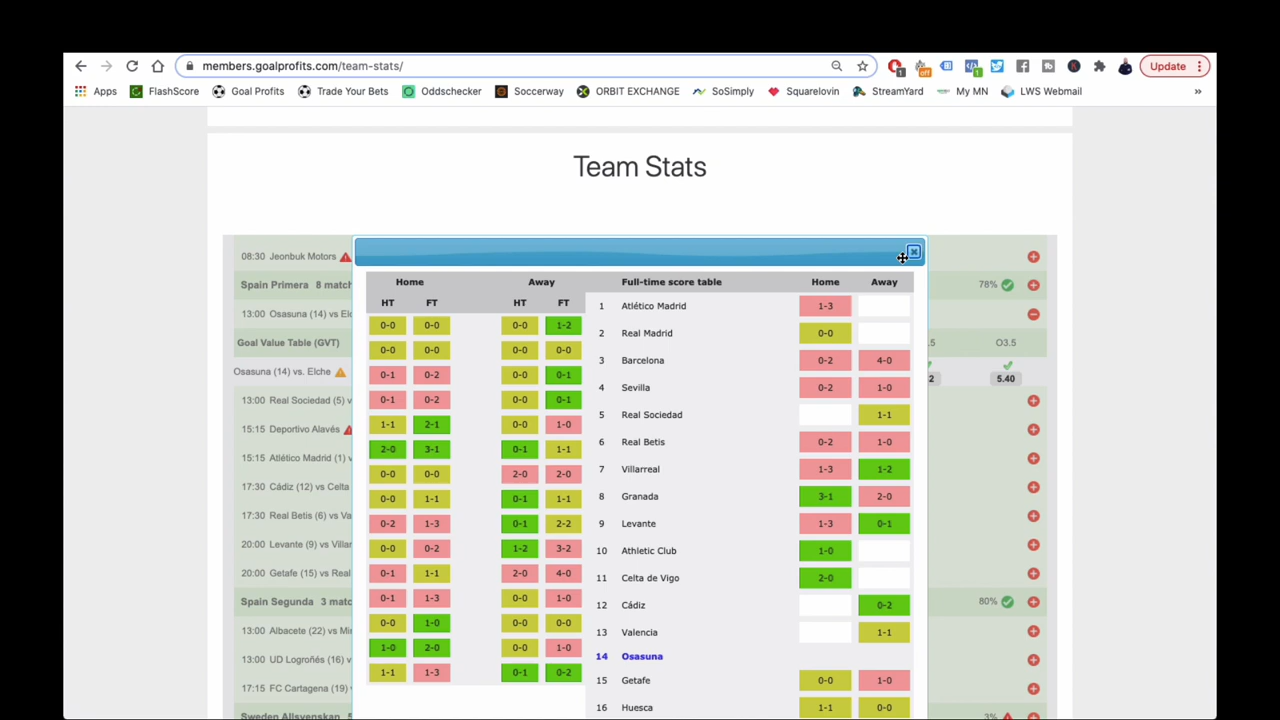 members.goalprofits.com/team-stats/
Update
Apps FlashScore Goal Profits Trade Your Bets Oddschecker Soccerway ORBIT EXCHANGE SoSimply Squarelovin StreamYard My MN LWS Webmail »
Team Stats
08:30 Jeonbuk Motors
Spain Primera 8 match 78%
13:00 Osasuna (14) vs Elc
Goal Value Table (GVT) .5 O3.5
Osasuna (14) vs. Elche 2 5.40
13:00 Real Sociedad (5) v
15:15 Deportivo Alavés
15:15 Atlético Madrid (1) v
17:30 Cádiz (12) vs Celta
17:30 Real Betis (6) vs Va
20:00 Levante (9) vs Villar
20:00 Getafe (15) vs Real
Spain Segunda 3 matc 80%
13:00 Albacete (22) vs Mir
13:00 UD Logroñés (16) v
17:15 FC Cartagena (19)
Sweden Allsvenskan 3%
Home Away
HT FT HT FT
0-0 0-0 0-0 1-2
0-0 0-0 0-0 0-0
0-1 0-2 0-0 0-1
0-1 0-2 0-0 0-1
1-1 2-1 0-0 1-0
2-0 3-1 0-1 1-1
0-0 0-0 2-0 2-0
0-0 1-1 0-1 1-1
0-2 1-3 0-1 2-2
0-0 0-2 1-2 3-2
0-1 1-1 2-0 4-0
0-1 1-3 0-0 1-0
0-0 1-0 0-0 0-0
1-0 2-0 0-0 1-0
1-1 1-3 0-1 0-2
Full-time score table Home Away
1 Atlético Madrid 1-3
2 Real Madrid 0-0
3 Barcelona 0-2 4-0
4 Sevilla 0-2 1-0
5 Real Sociedad 1-1
6 Real Betis 0-2 1-0
7 Villarreal 1-3 1-2
8 Granada 3-1 2-0
9 Levante 1-3 0-1
10 Athletic Club 1-0
11 Celta de Vigo 2-0
12 Cádiz 0-2
13 Valencia 1-1
14 Osasuna
15 Getafe 0-0 1-0
16 Huesca 1-1 0-0